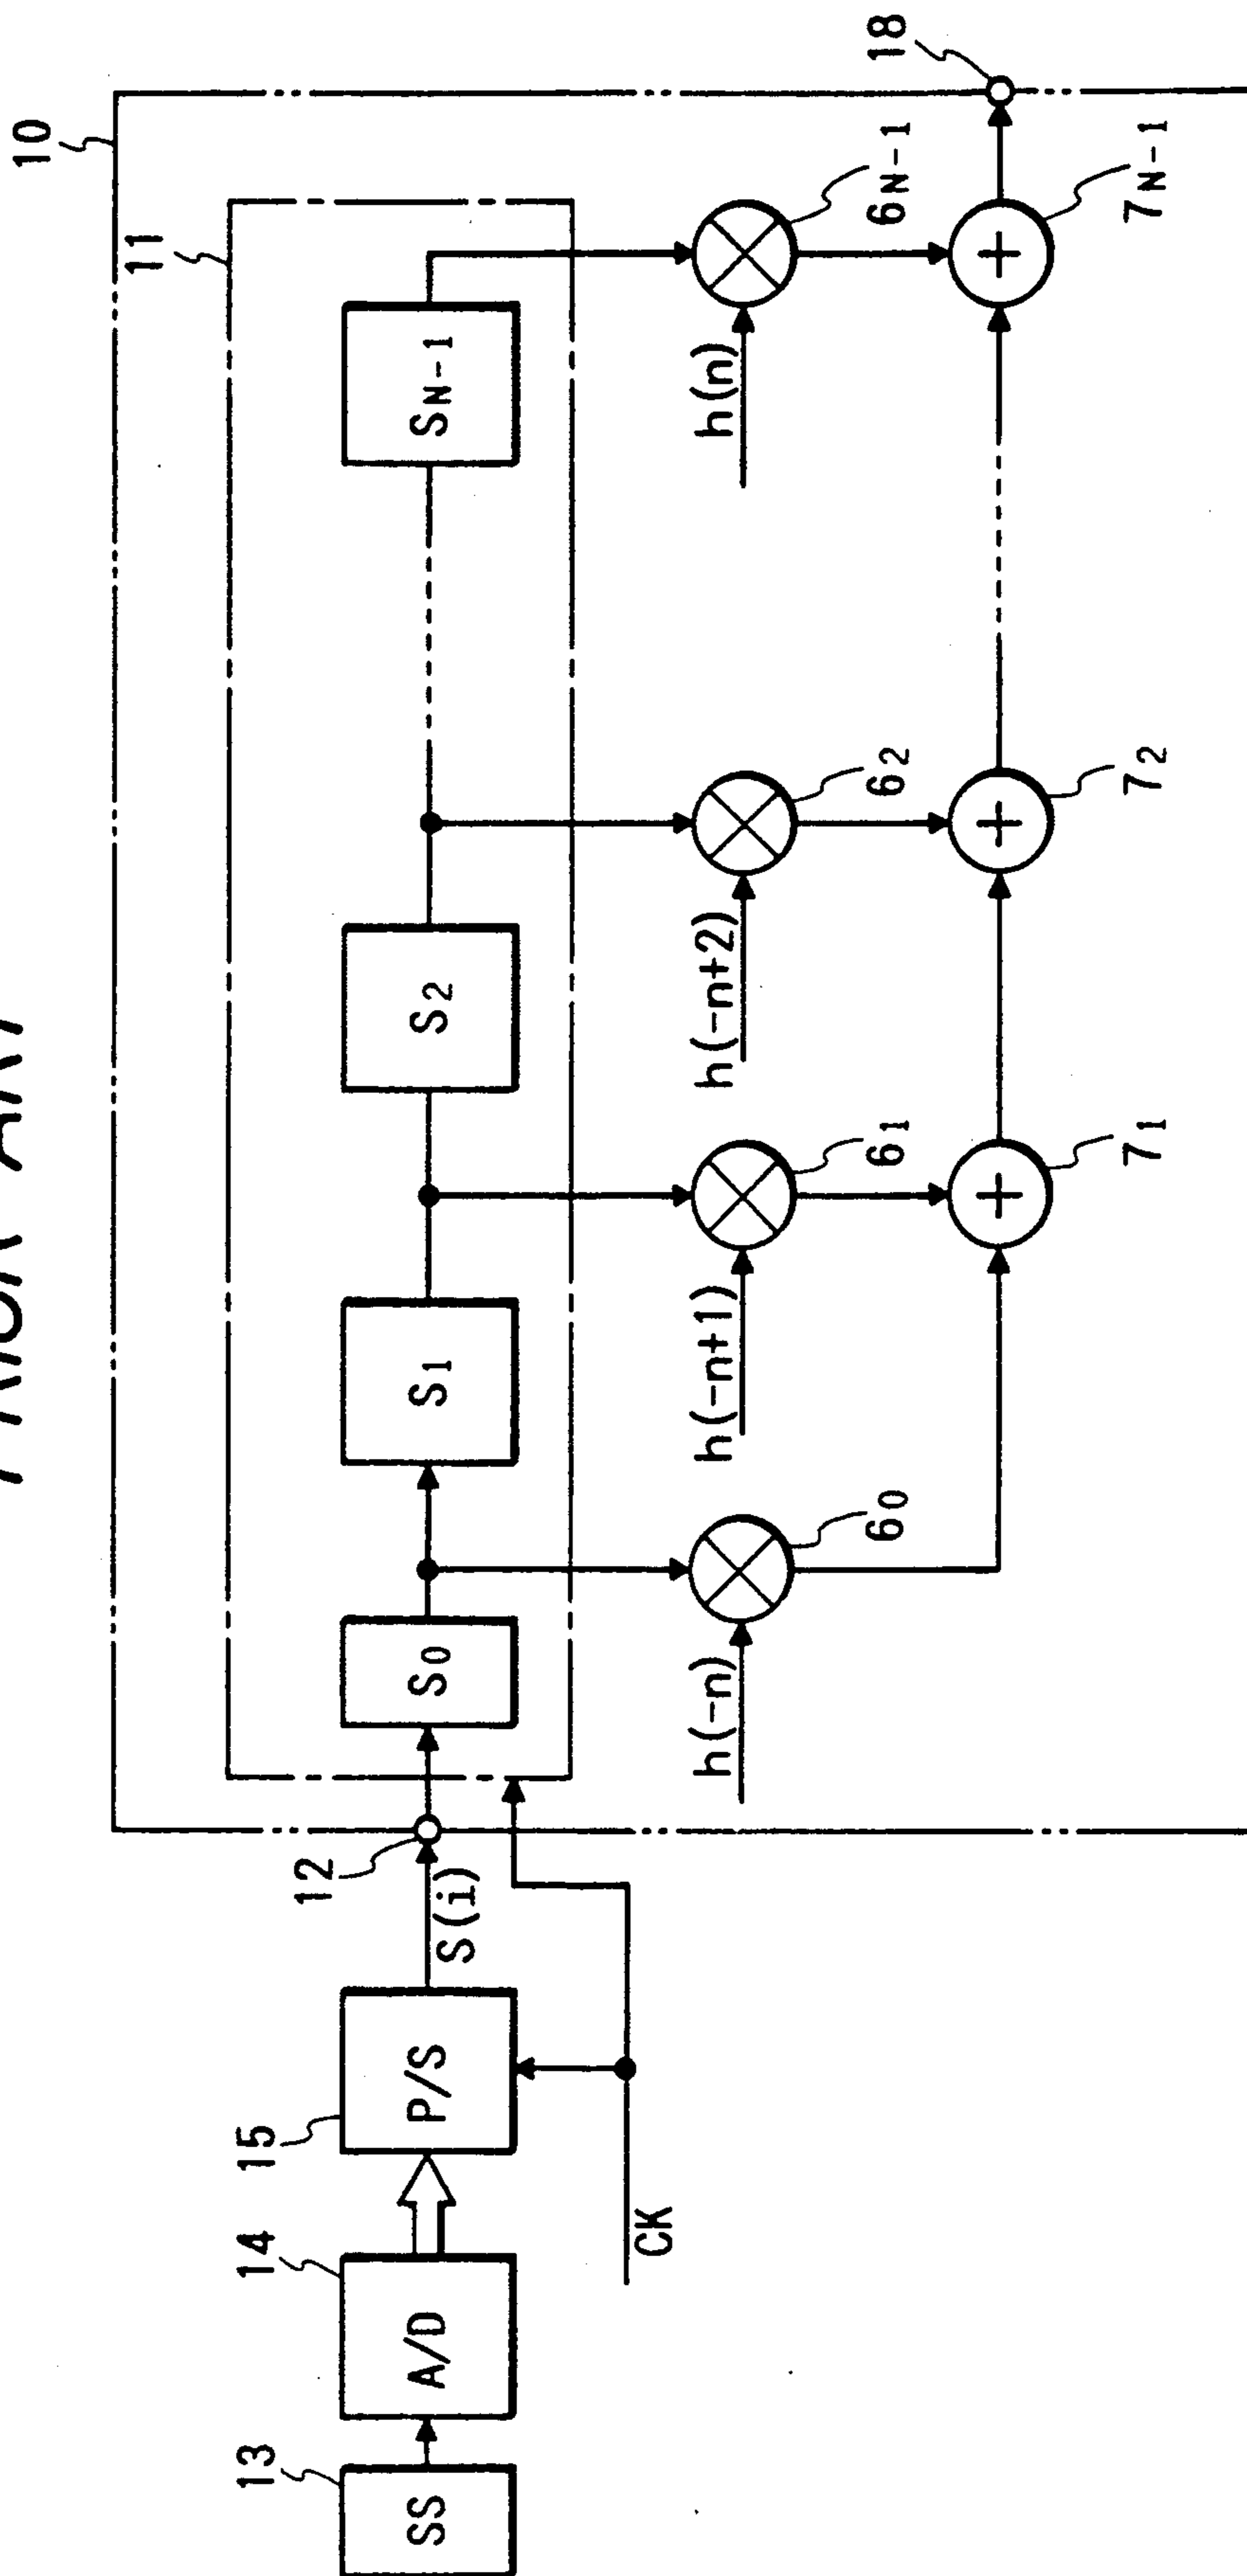 PRIOR ART
10
11
S0
S1
S2
SN-1
12
S(i)
13
SS
14
A/D
15
P/S
CK
h(-n)
60
h(-n+1)
61
h(-n+2)
62
h(n)
6N-1
71
72
7N-1
18